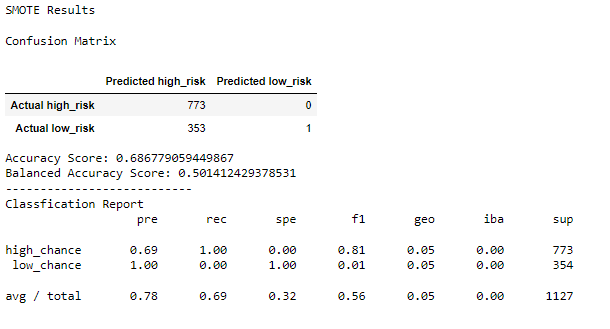 SMOTE Results
Confusion Matrix
Predicted high_risk Predicted low_risk
Actual high_risk 773 0
Actual low_risk 353 1
Accuracy Score: 0.686779059449867
Balanced Accuracy Score: 0.501412429378531
---------------------------
Classfication Report
pre rec spe f1 geo iba sup
high_chance 0.69 1.00 0.00 0.81 0.05 0.00 773
low_chance 1.00 0.00 1.00 0.01 0.05 0.00 354
avg / total 0.78 0.69 0.32 0.56 0.05 0.00 1127